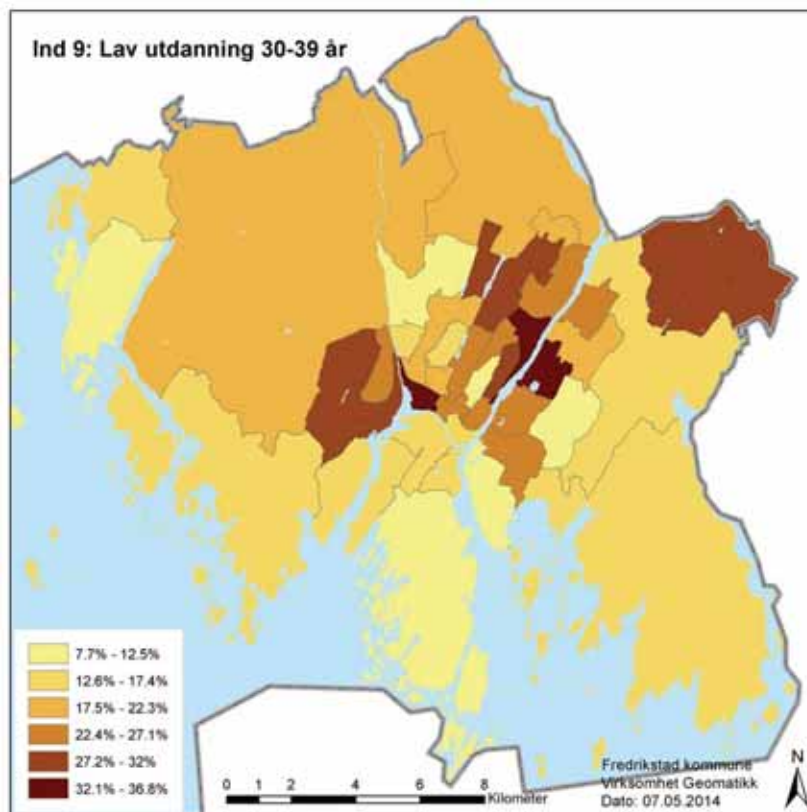 Ind 9: Lav utdanning 30-39 år
7.7% - 12.5%
12.6% - 17.4%
17.5% - 22.3%
22.4% - 27.1%
27.2% - 32%
32.1% - 36.8%
0 1 2 4 6 8
Kilometer
Fredrikstad kommune
Virksomhet Geomatikk
Dato: 07.05.2014
N